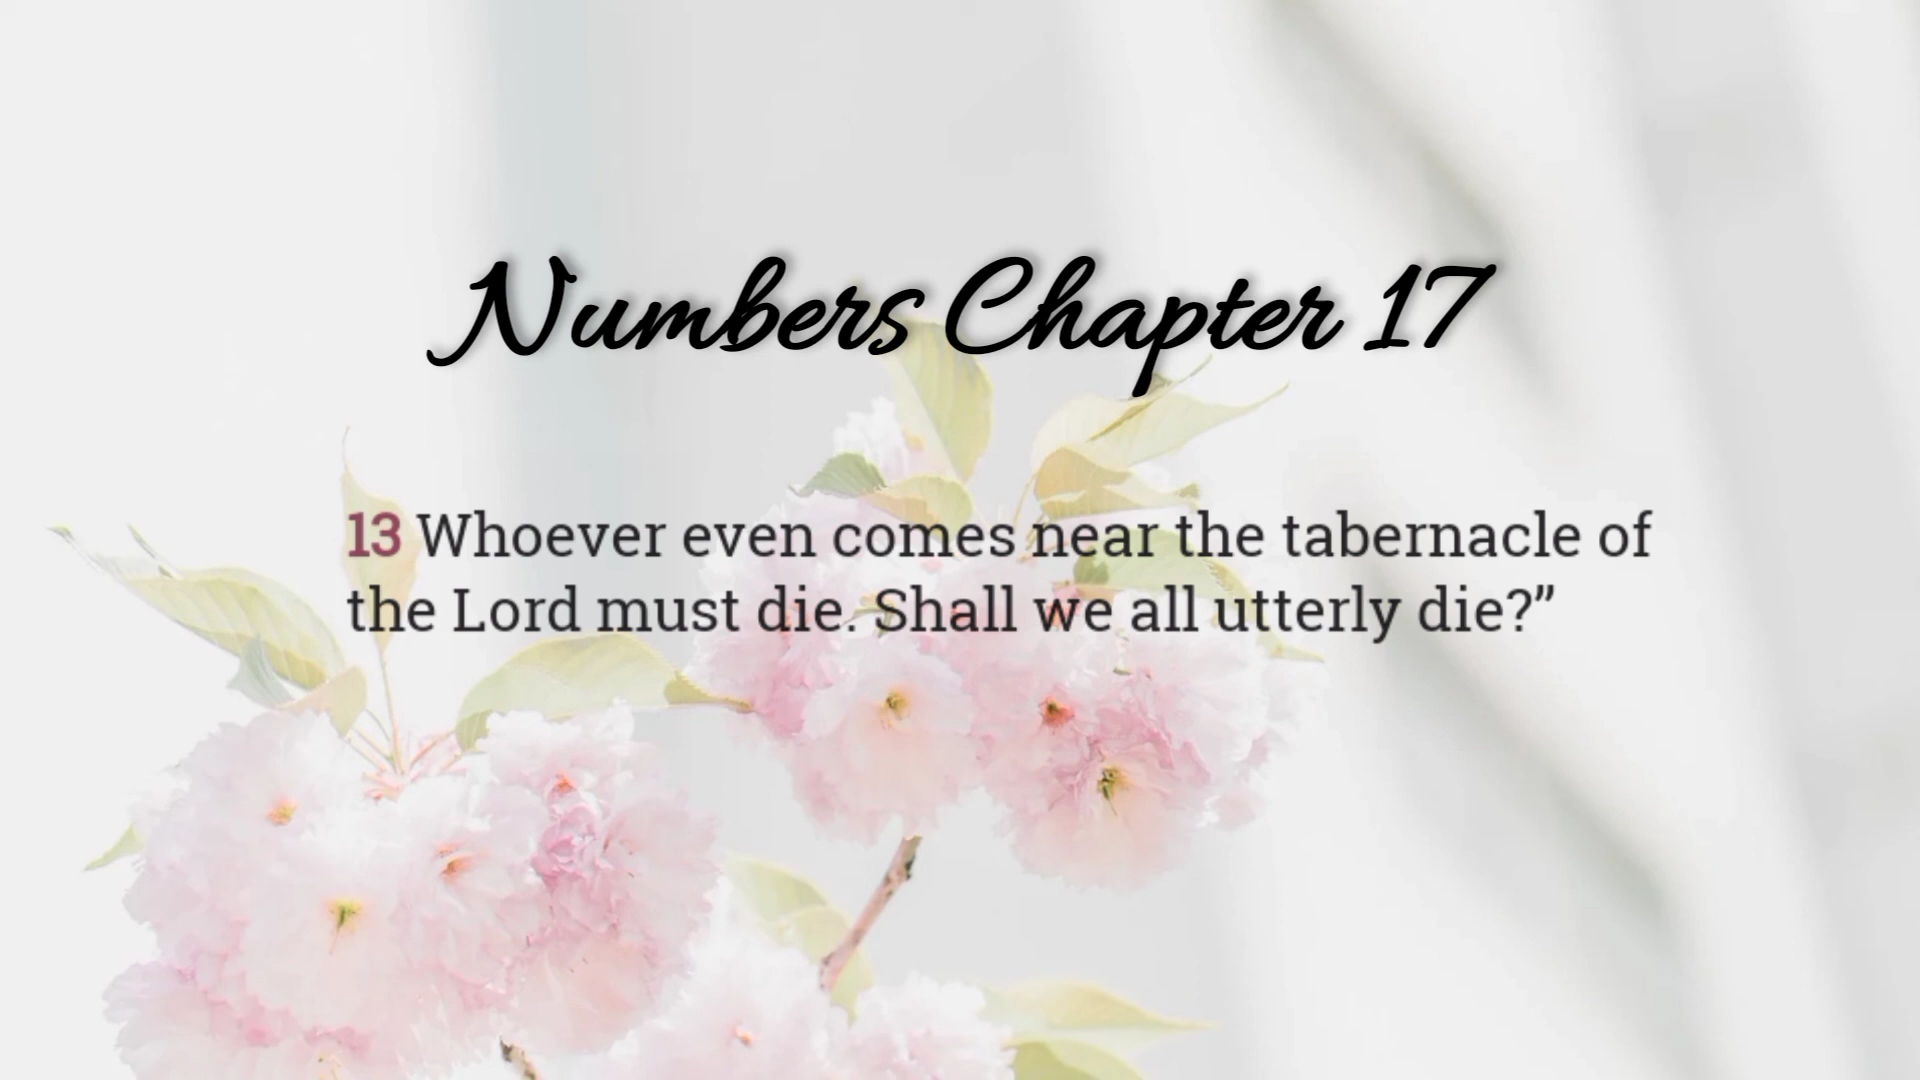 Numbers Chapter 17
13 Whoever even comes near the tabernacle of
the Lord must die. Shall we all utterly die?”